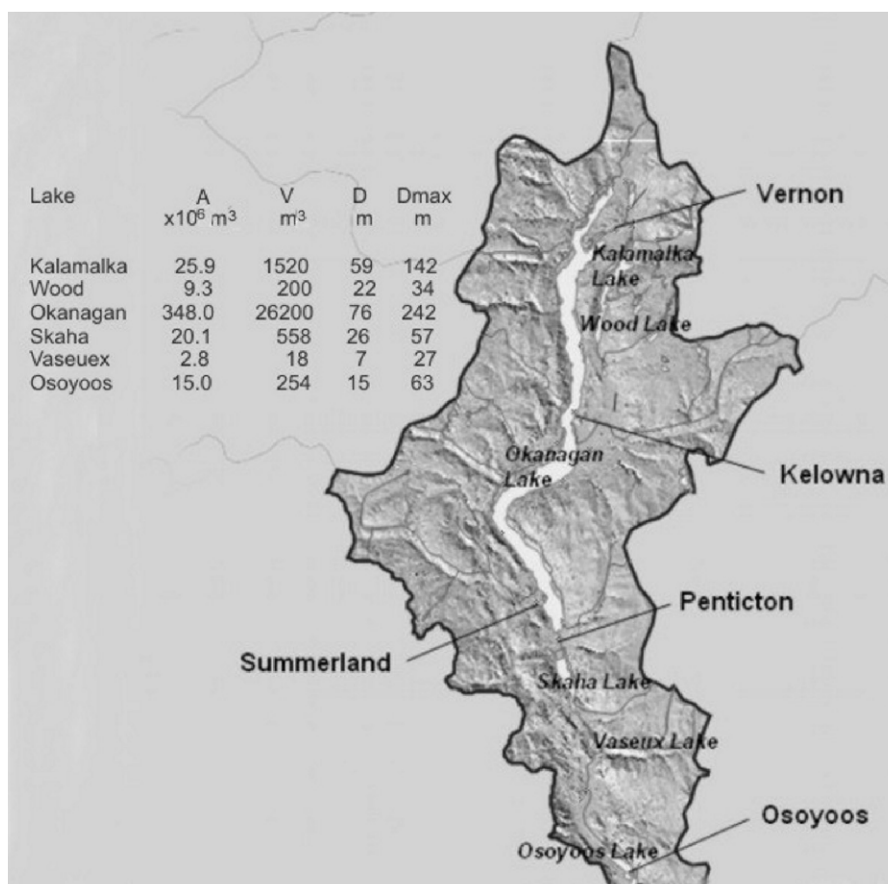 Lake A V D Dmax
x10⁶ m³ m³ m m
Kalamalka 25.9 1520 59 142
Wood 9.3 200 22 34
Okanagan 348.0 26200 76 242
Skaha 20.1 558 26 57
Vaseuex 2.8 18 7 27
Osoyoos 15.0 254 15 63
Vernon
Kalamalka
Lake
Wood Lake
Okanagan
Lake
Kelowna
Penticton
Summerland
Skaha Lake
Vaseux Lake
Osoyoos
Osoyoos Lake